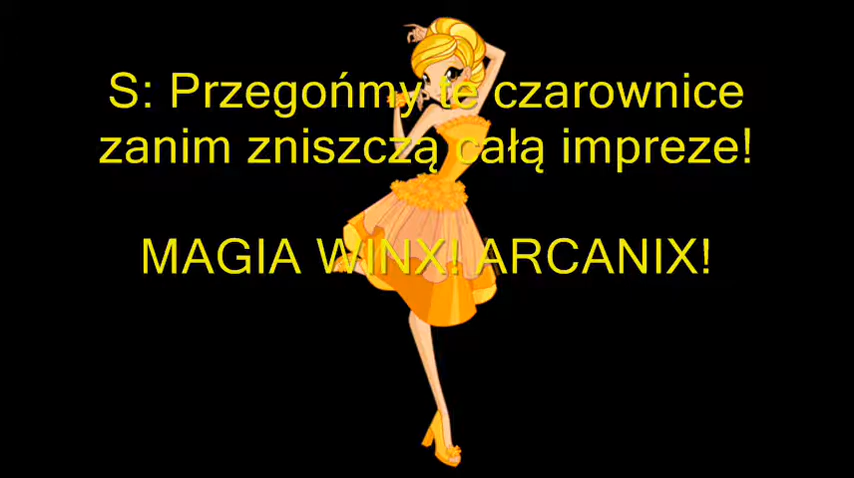 S: Przegońmy te czarownice
zanim zniszczą całą impreze!
MAGIA WINX! ARCANIX!